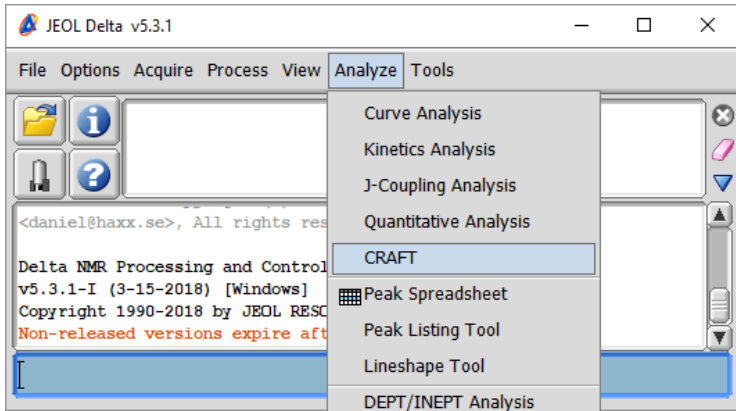 JEOL Delta v5.3.1
File Options Acquire Process View Analyze Tools
Curve Analysis
Kinetics Analysis
J-Coupling Analysis
Quantitative Analysis
CRAFT
Peak Spreadsheet
Peak Listing Tool
Lineshape Tool
DEPT/INEPT Analysis
<daniel@haxx.se>, All rights res
Delta NMR Processing and Control
v5.3.1-I (3-15-2018) [Windows]
Copyright 1990-2018 by JEOL RESO
Non-released versions expire aft